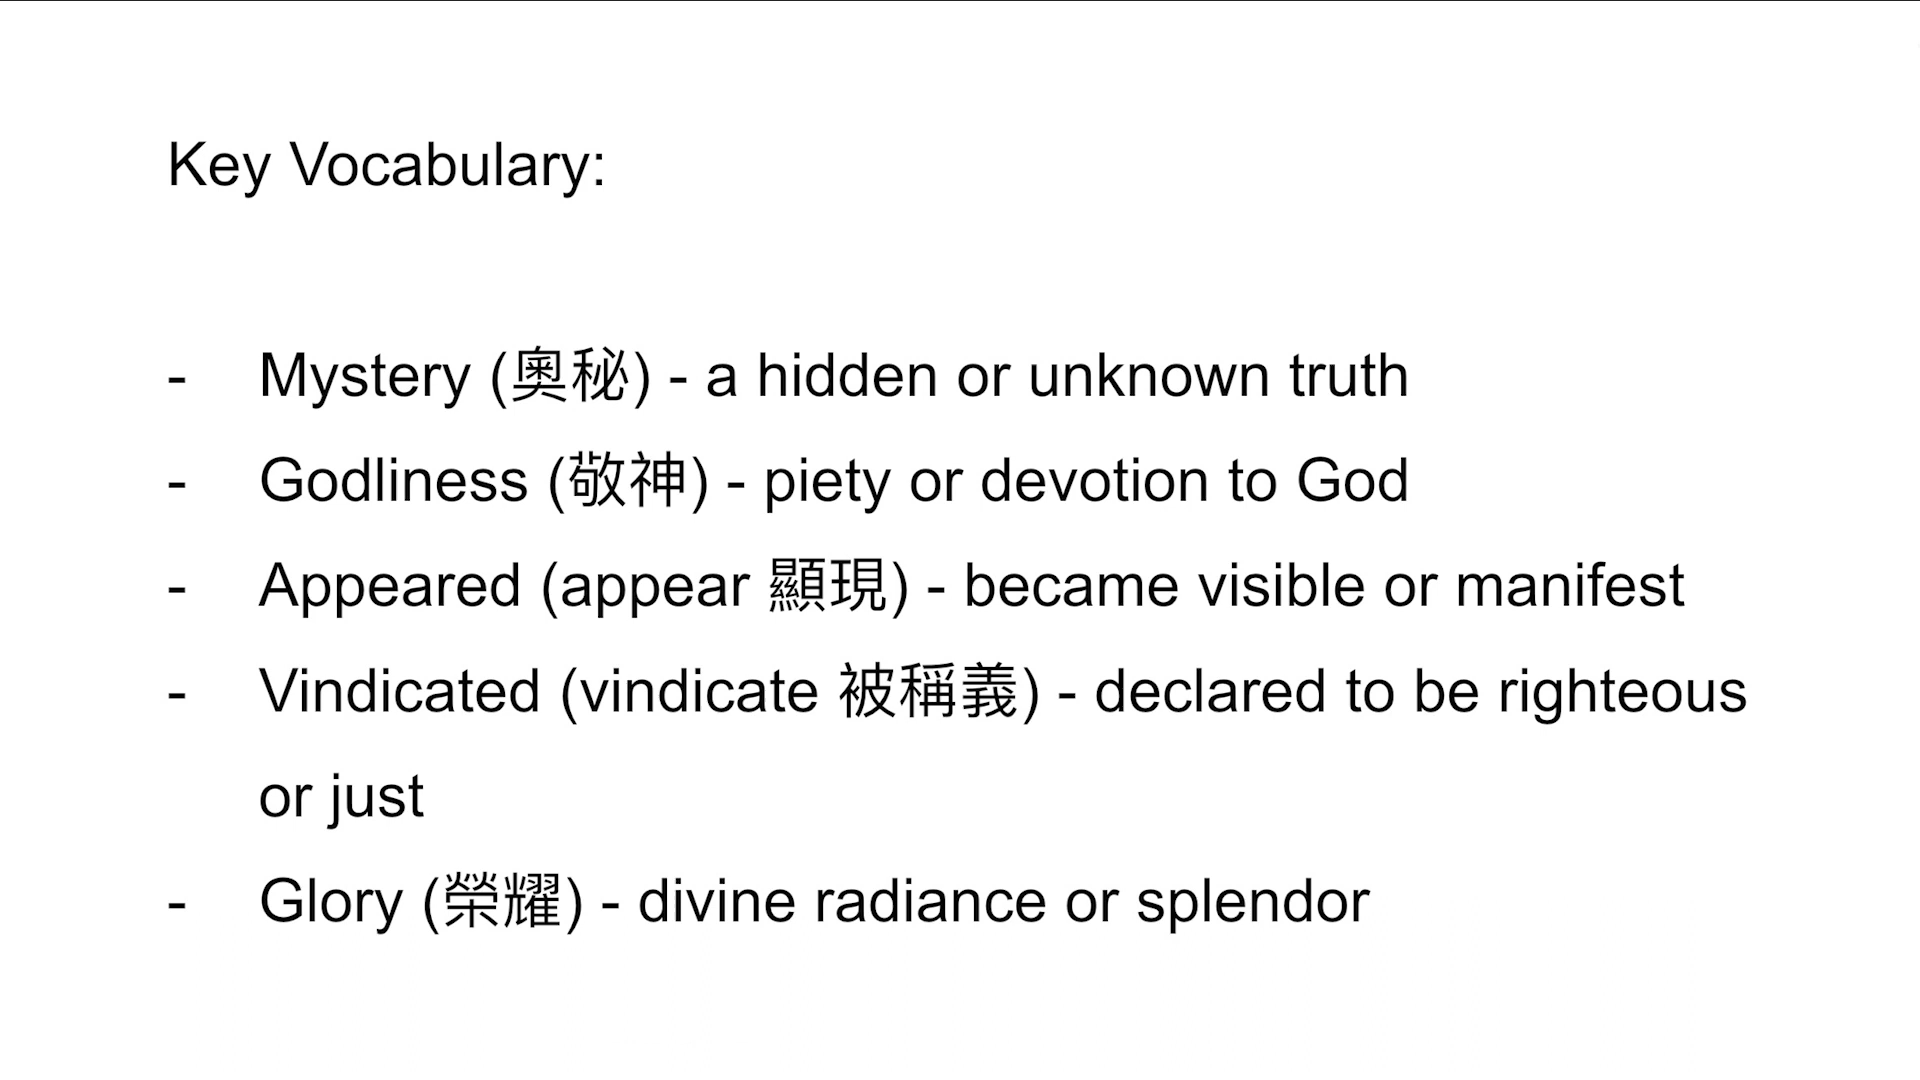 Key Vocabulary:
- Mystery (奧秘) - a hidden or unknown truth
- Godliness (敬神) - piety or devotion to God
- Appeared (appear 顯現) - became visible or manifest
- Vindicated (vindicate 被稱義) - declared to be righteous
or just
- Glory (榮耀) - divine radiance or splendor